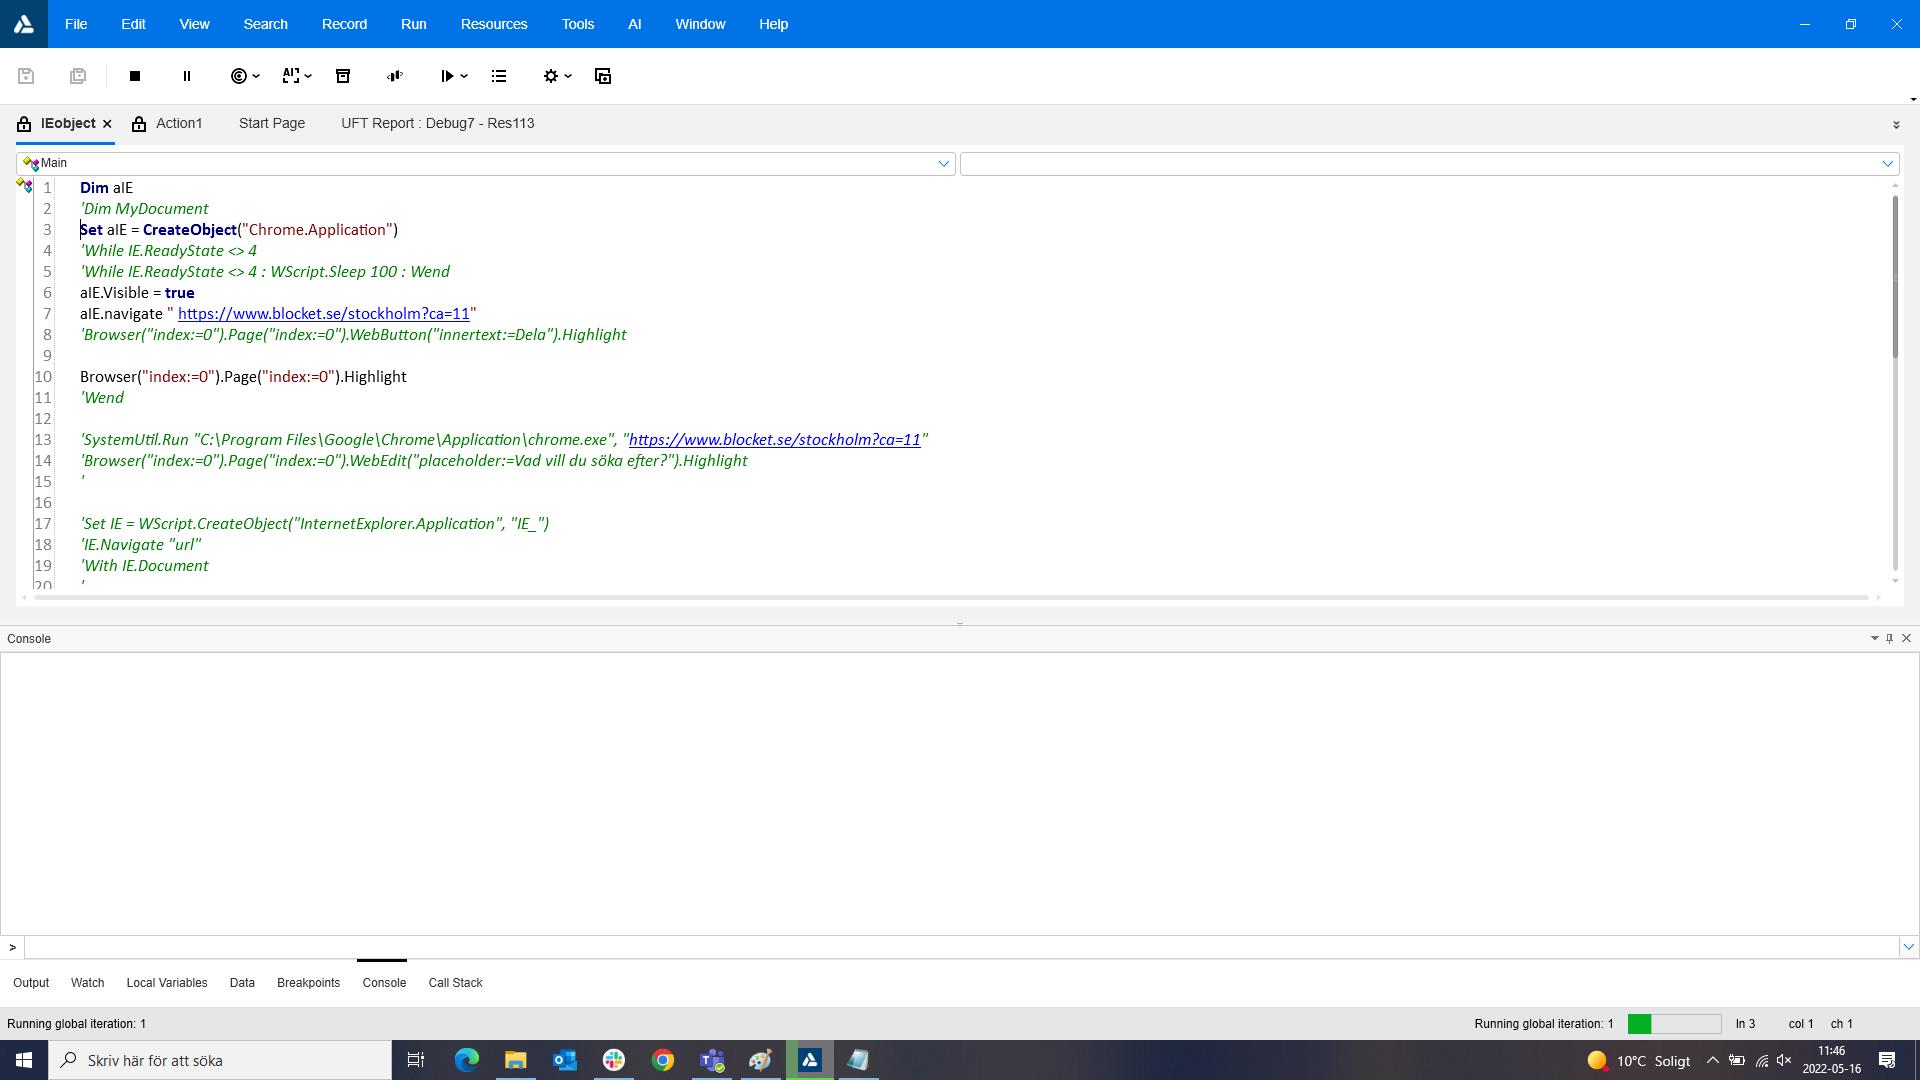 File Edit View Search Record Run Resources Tools AI Window Help
AI
IEobject Action1 Start Page UFT Report : Debug7 - Res113
Main
1 Dim aIE
2 'Dim MyDocument
3 Set aIE = CreateObject("Chrome.Application")
4 'While IE.ReadyState <> 4
5 'While IE.ReadyState <> 4 : WScript.Sleep 100 : Wend
6 aIE.Visible = true
7 aIE.navigate " https://www.blocket.se/stockholm?ca=11"
8 'Browser("index:=0").Page("index:=0").WebButton("innertext:=Dela").Highlight
9
10 Browser("index:=0").Page("index:=0").Highlight
11 'Wend
12
13 'SystemUtil.Run "C:\Program Files\Google\Chrome\Application\chrome.exe", "https://www.blocket.se/stockholm?ca=11"
14 'Browser("index:=0").Page("index:=0").WebEdit("placeholder:=Vad vill du söka efter?").Highlight
15 '
16
17 'Set IE = WScript.CreateObject("InternetExplorer.Application", "IE_")
18 'IE.Navigate "url"
19 'With IE.Document
20 '
Console
>
Output Watch Local Variables Data Breakpoints Console Call Stack
Running global iteration: 1 Running global iteration: 1 ln 3 col 1 ch 1
Skriv här för att söka 10°C Soligt 11:46
2022-05-16